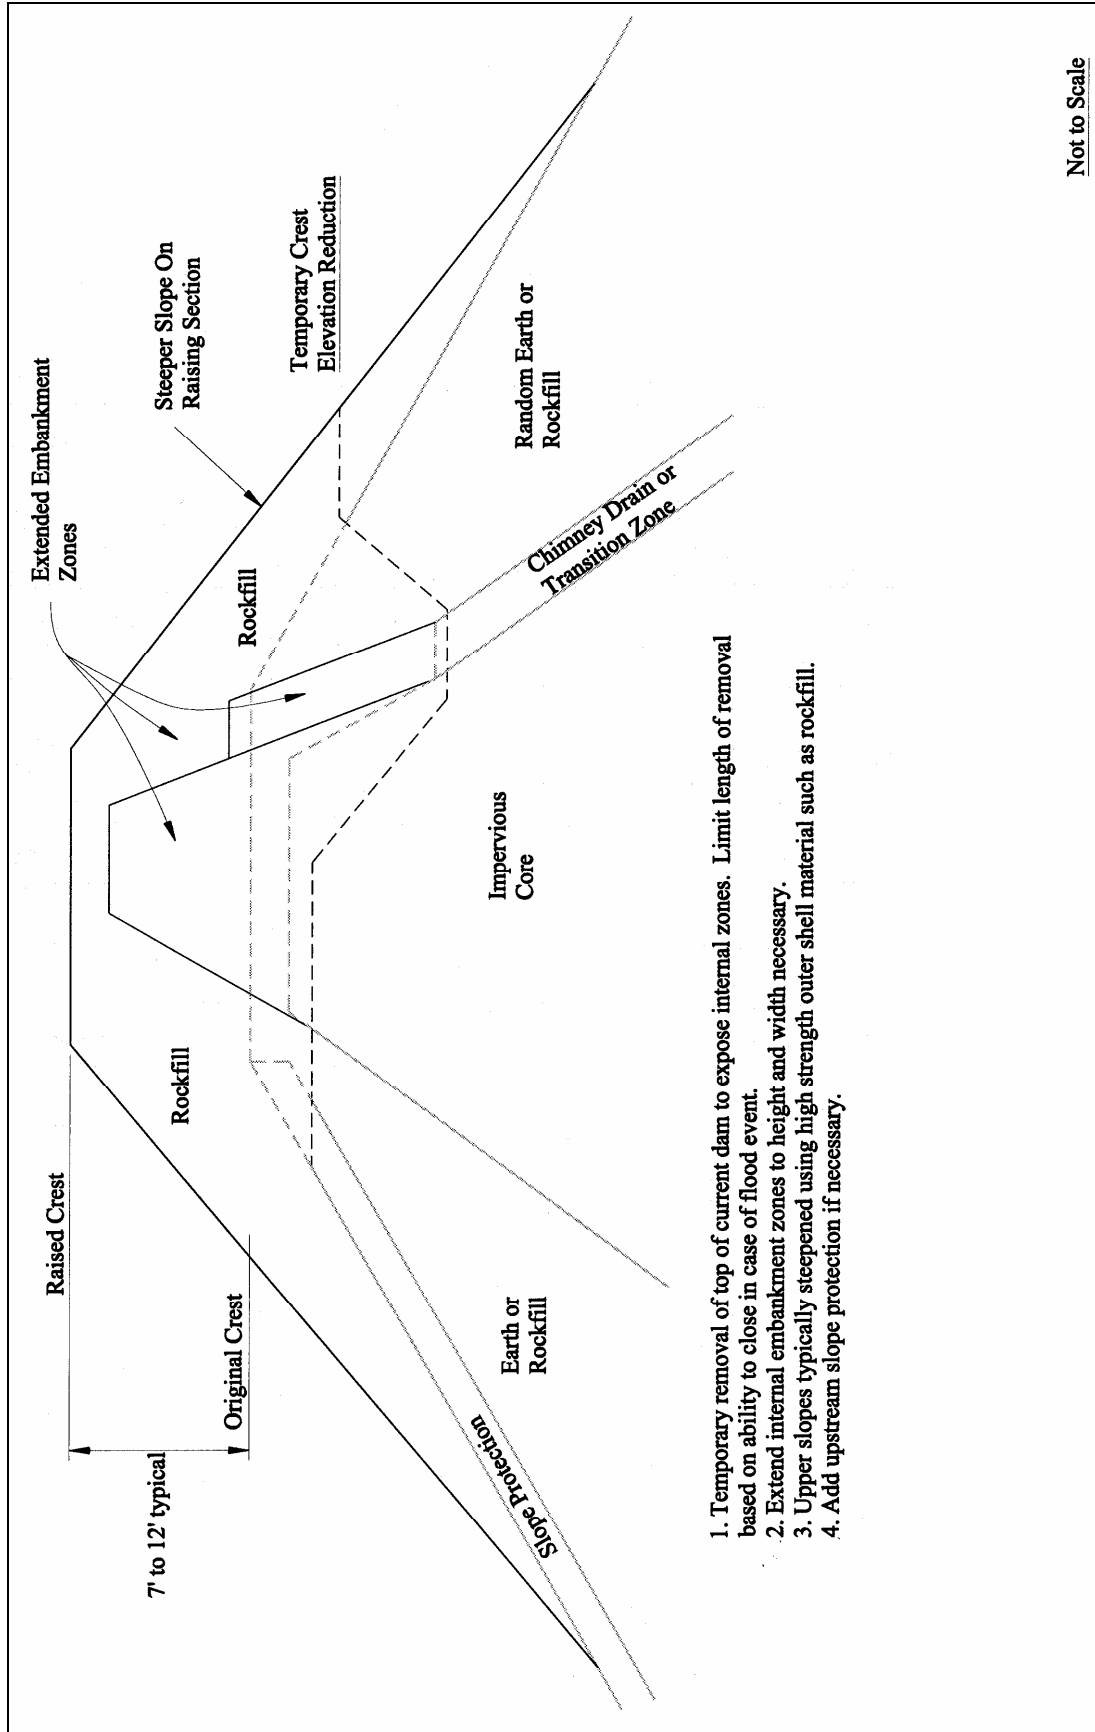 Extended Embankment
Zones
Steeper Slope On
Raising Section
Temporary Crest
Elevation Reduction
Raised Crest
Original Crest
7' to 12' typical
Rockfill
Rockfill
Random Earth or
Rockfill
Chimney Drain or
Transition Zone
Impervious
Core
Earth or
Rockfill
Slope Protection
1. Temporary removal of top of current dam to expose internal zones.  Limit length of removal
based on ability to close in case of flood event.
2. Extend internal embankment zones to height and width necessary.
3. Upper slopes typically steepened using high strength outer shell material such as rockfill.
4. Add upstream slope protection if necessary.
Not to Scale